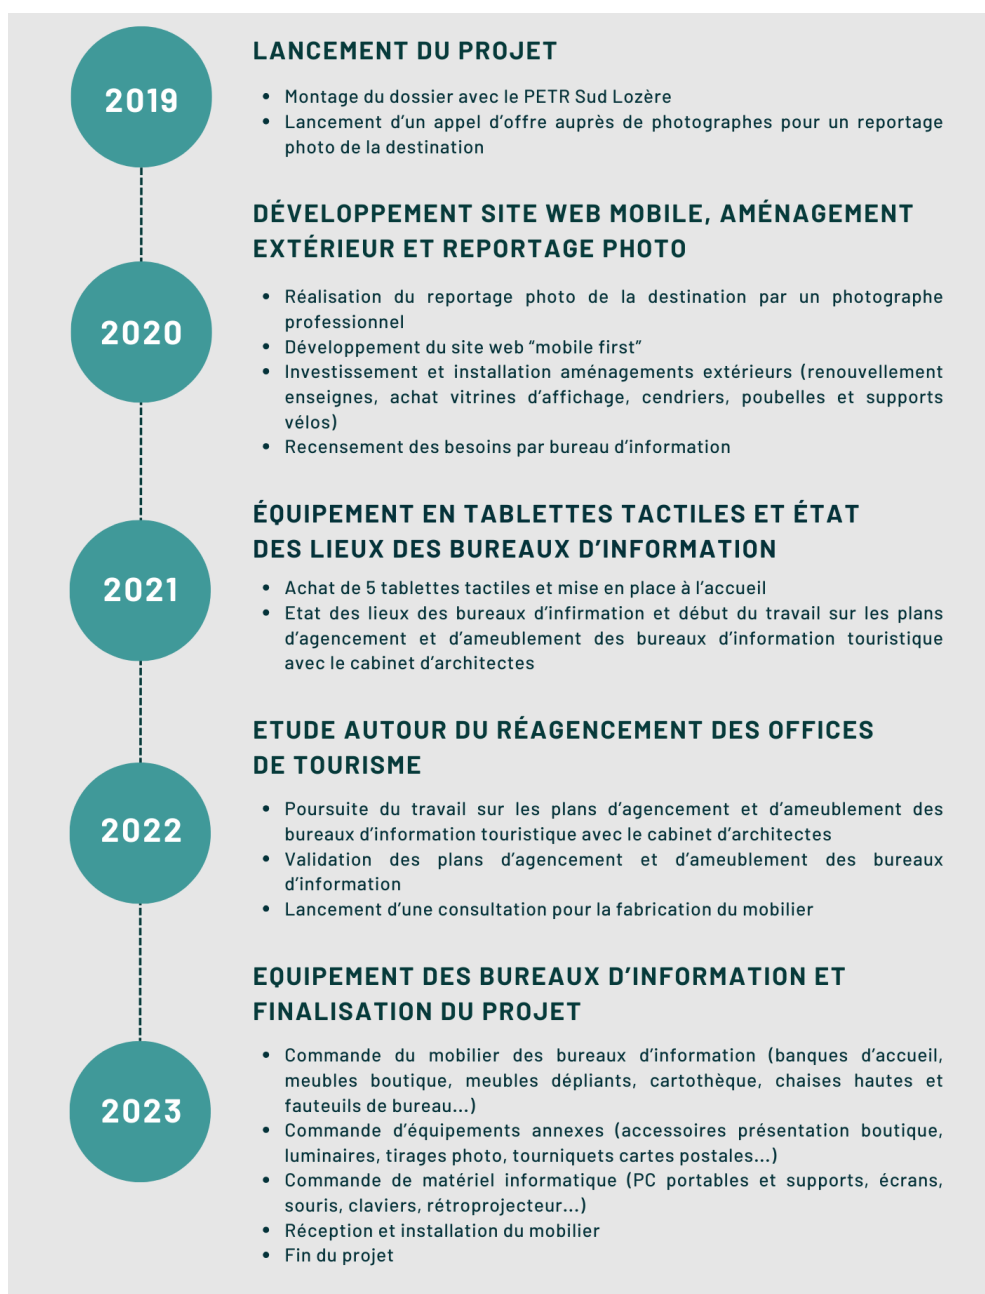 2019
LANCEMENT DU PROJET
• Montage du dossier avec le PETR Sud Lozère
• Lancement d'un appel d'offre auprès de photographes pour un reportage
photo de la destination
2020
DÉVELOPPEMENT SITE WEB MOBILE, AMÉNAGEMENT
EXTÉRIEUR ET REPORTAGE PHOTO
• Réalisation du reportage photo de la destination par un photographe
professionnel
• Développement du site web “mobile first”
• Investissement et installation aménagements extérieurs (renouvellement
enseignes, achat vitrines d'affichage, cendriers, poubelles et supports
vélos)
• Recensement des besoins par bureau d'information
2021
ÉQUIPEMENT EN TABLETTES TACTILES ET ÉTAT
DES LIEUX DES BUREAUX D'INFORMATION
• Achat de 5 tablettes tactiles et mise en place à l'accueil
• Etat des lieux des bureaux d'infirmation et début du travail sur les plans
d'agencement et d'ameublement des bureaux d'information touristique
avec le cabinet d'architectes
2022
ETUDE AUTOUR DU RÉAGENCEMENT DES OFFICES
DE TOURISME
• Poursuite du travail sur les plans d'agencement et d'ameublement des
bureaux d'information touristique avec le cabinet d'architectes
• Validation des plans d'agencement et d'ameublement des bureaux
d'information
• Lancement d'une consultation pour la fabrication du mobilier
2023
EQUIPEMENT DES BUREAUX D'INFORMATION ET
FINALISATION DU PROJET
• Commande du mobilier des bureaux d'information (banques d'accueil,
meubles boutique, meubles dépliants, cartothèque, chaises hautes et
fauteuils de bureau...)
• Commande d'équipements annexes (accessoires présentation boutique,
luminaires, tirages photo, tourniquets cartes postales...)
• Commande de matériel informatique (PC portables et supports, écrans,
souris, claviers, rétroprojecteur...)
• Réception et installation du mobilier
• Fin du projet